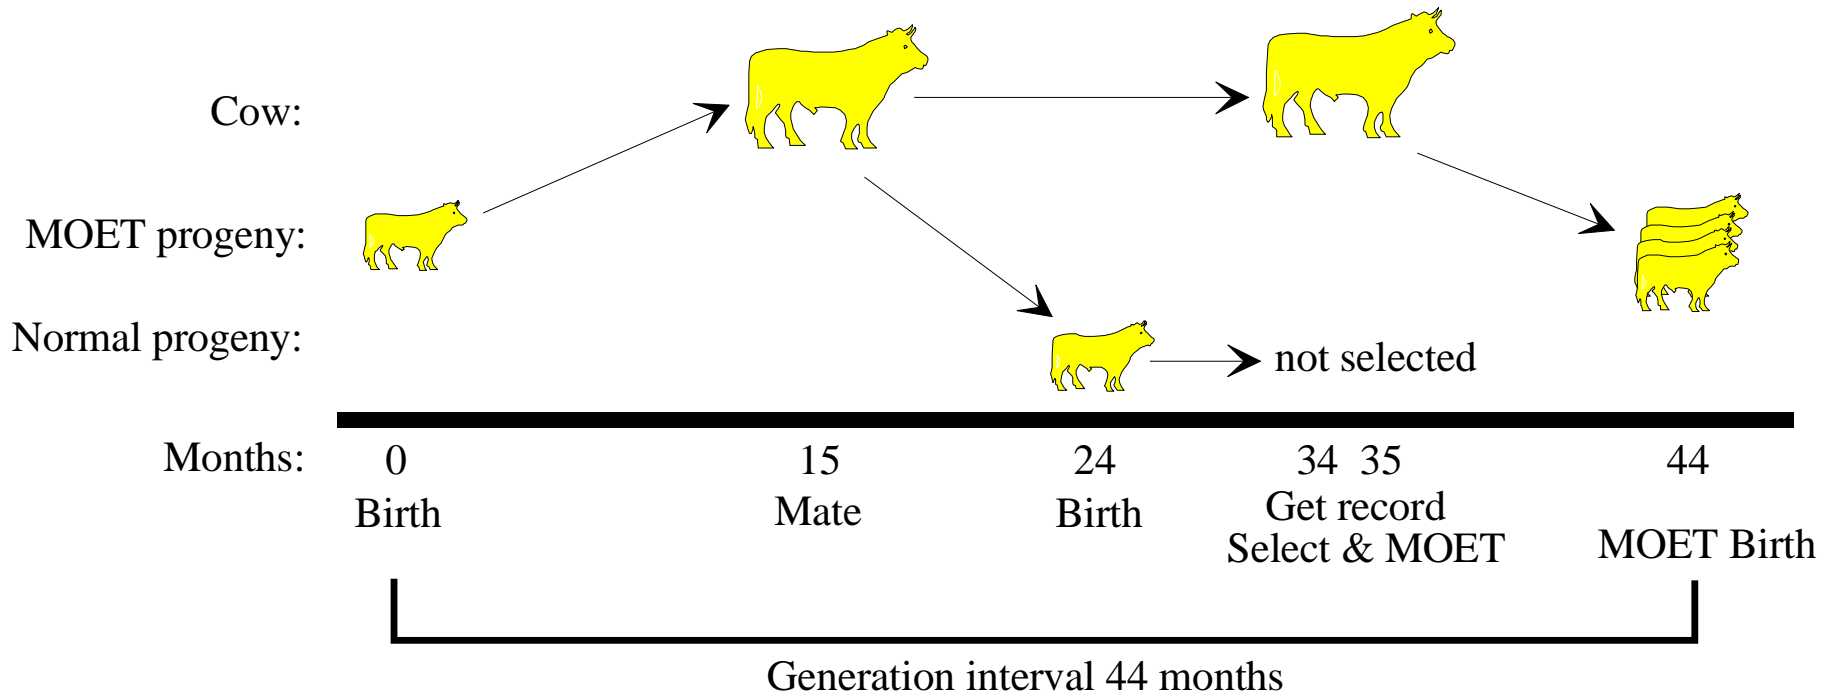 Cow:
MOET progeny:
Normal progeny:
not selected
Months: 0 15 24 34 35 44
Birth Mate Birth Get record
Select & MOET MOET Birth
Generation interval 44 months